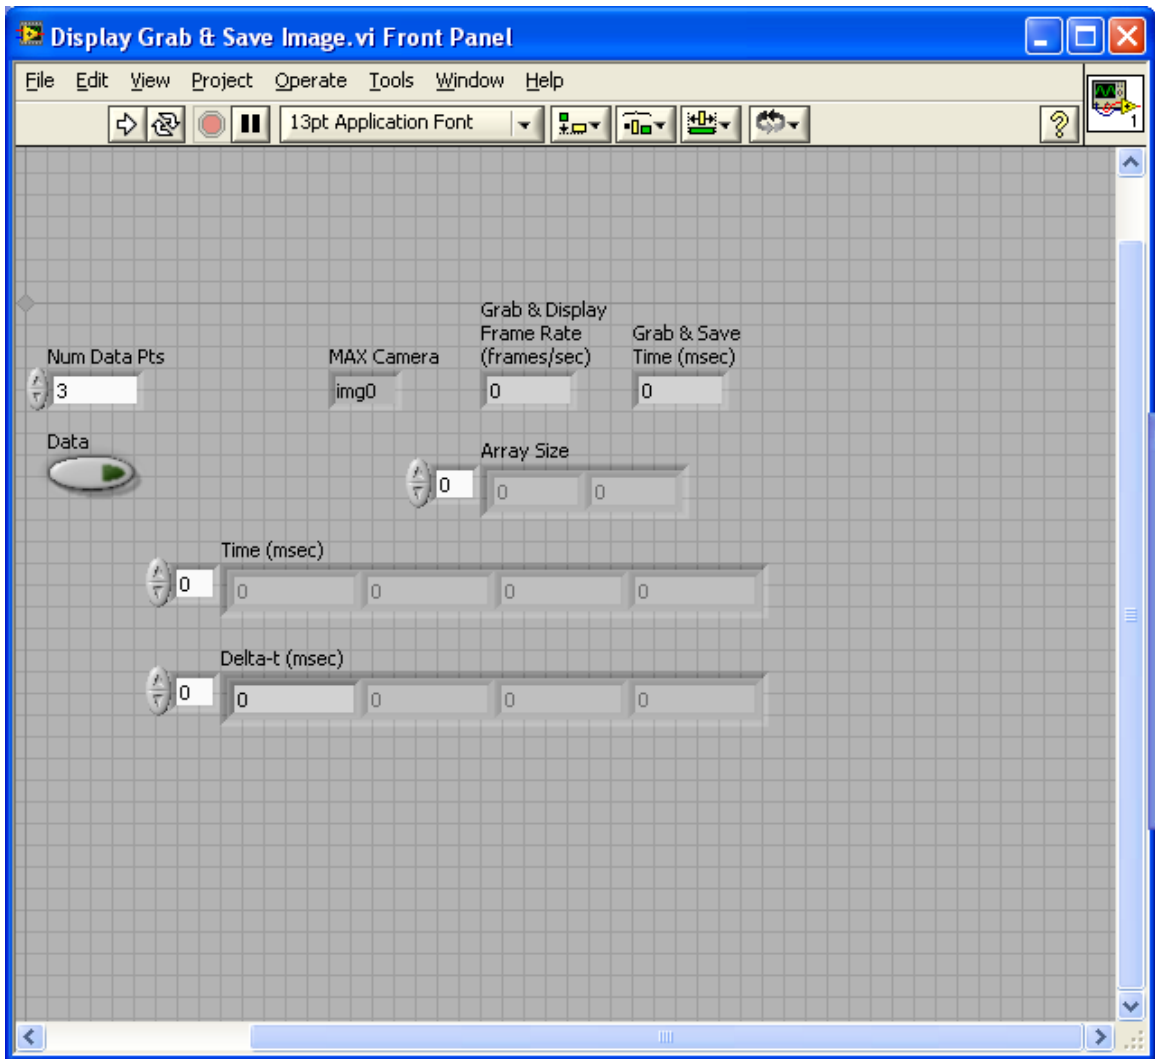 Display Grab & Save Image.vi Front Panel
File Edit View Project Operate Tools Window Help
13pt Application Font
?
1
Num Data Pts
3
MAX Camera
img0
Grab & Display
Frame Rate
(frames/sec)
0
Grab & Save
Time (msec)
0
Data
Array Size
0 0 0
Time (msec)
0 0 0 0 0
Delta-t (msec)
0 0 0 0 0